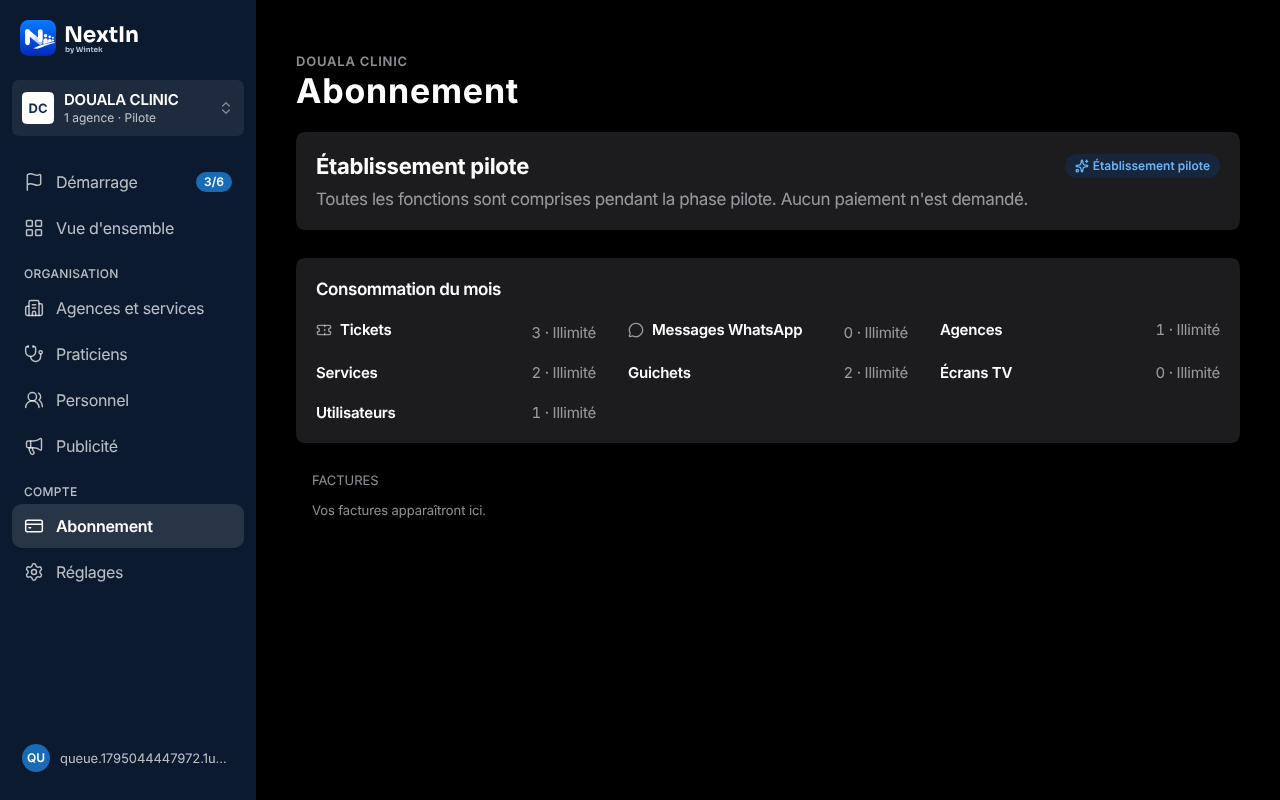 NextIn
by Wintek
DC
DOUALA CLINIC
1 agence · Pilote
Démarrage
3/6
Vue d'ensemble
ORGANISATION
Agences et services
Praticiens
Personnel
Publicité
COMPTE
Abonnement
Réglages
QU
queue.1795044447972.1u...
DOUALA CLINIC
Abonnement
Établissement pilote
Établissement pilote
Toutes les fonctions sont comprises pendant la phase pilote. Aucun paiement n'est demandé.
Consommation du mois
Tickets 3 · Illimité
Messages WhatsApp 0 · Illimité
Agences 1 · Illimité
Services 2 · Illimité
Guichets 2 · Illimité
Écrans TV 0 · Illimité
Utilisateurs 1 · Illimité
FACTURES
Vos factures apparaîtront ici.